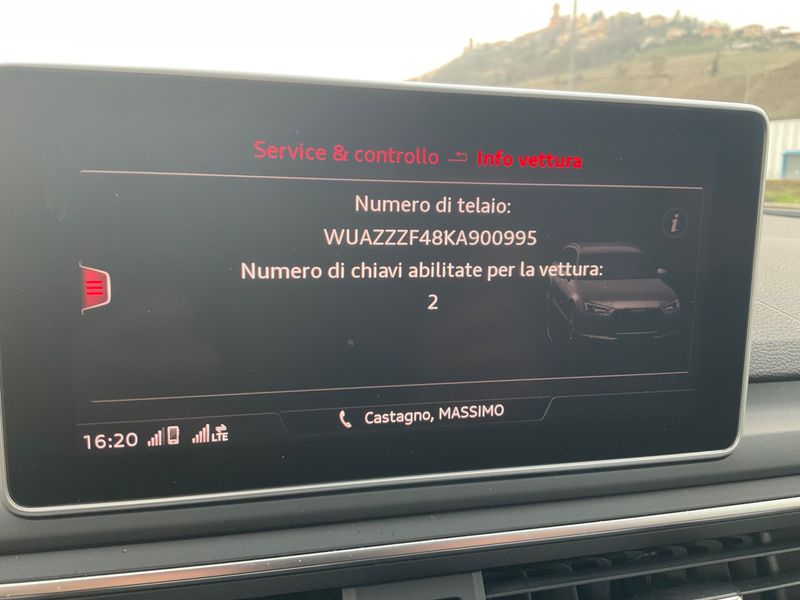 Service & controllo Info vettura
Numero di telaio:
WUAZZZF48KA900995
Numero di chiavi abilitate per la vettura:
2
Castagno, MASSIMO
16:20 LTE